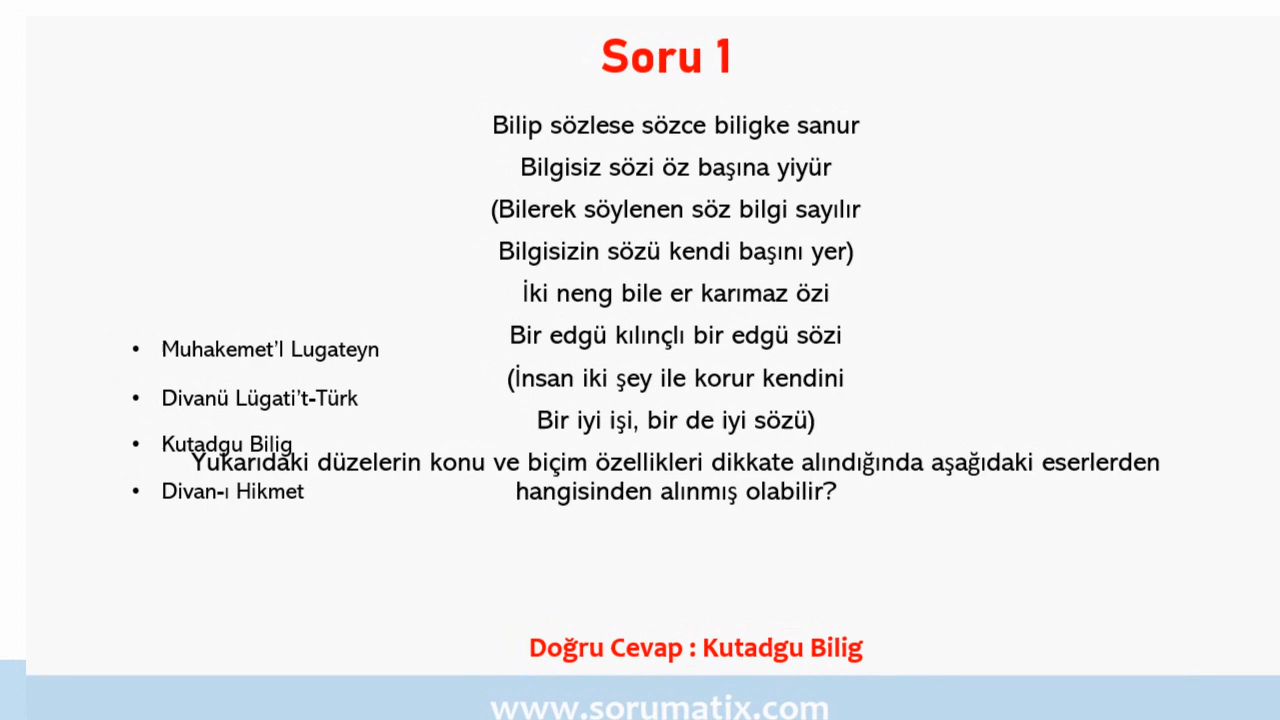 Soru 1
Bilip sözlese sözce biligke sanur
Bilgisiz sözi öz başına yiyür
(Bilerek söylenen söz bilgi sayılır
Bilgisizin sözü kendi başını yer)
İki neng bile er karımaz özi
Bir edgü kılınçlı bir edgü sözi
(İnsan iki şey ile korur kendini
Bir iyi işi, bir de iyi sözü)
Yukarıdaki düzelerin konu ve biçim özellikleri dikkate alındığında aşağıdaki eserlerden
hangisinden alınmış olabilir?
• Muhakemet’l Lugateyn
• Divanü Lügati’t-Türk
• Kutadgu Bilig
• Divan-ı Hikmet
Doğru Cevap : Kutadgu Bilig
www.sorumatix.com